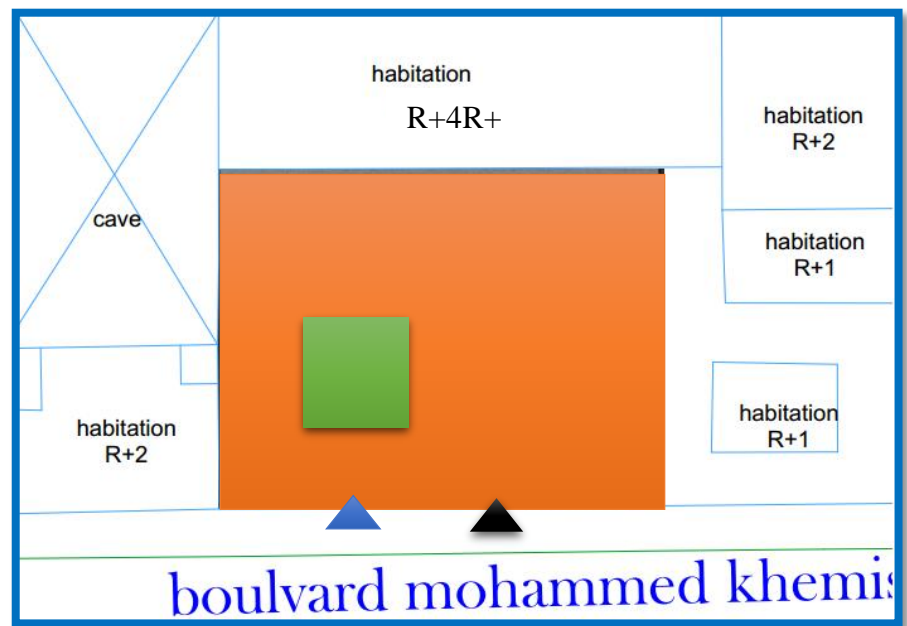 habitation
R+4R+
habitation
R+2
cave
habitation
R+1
habitation
R+1
habitation
R+2
boulvard mohammed khemis